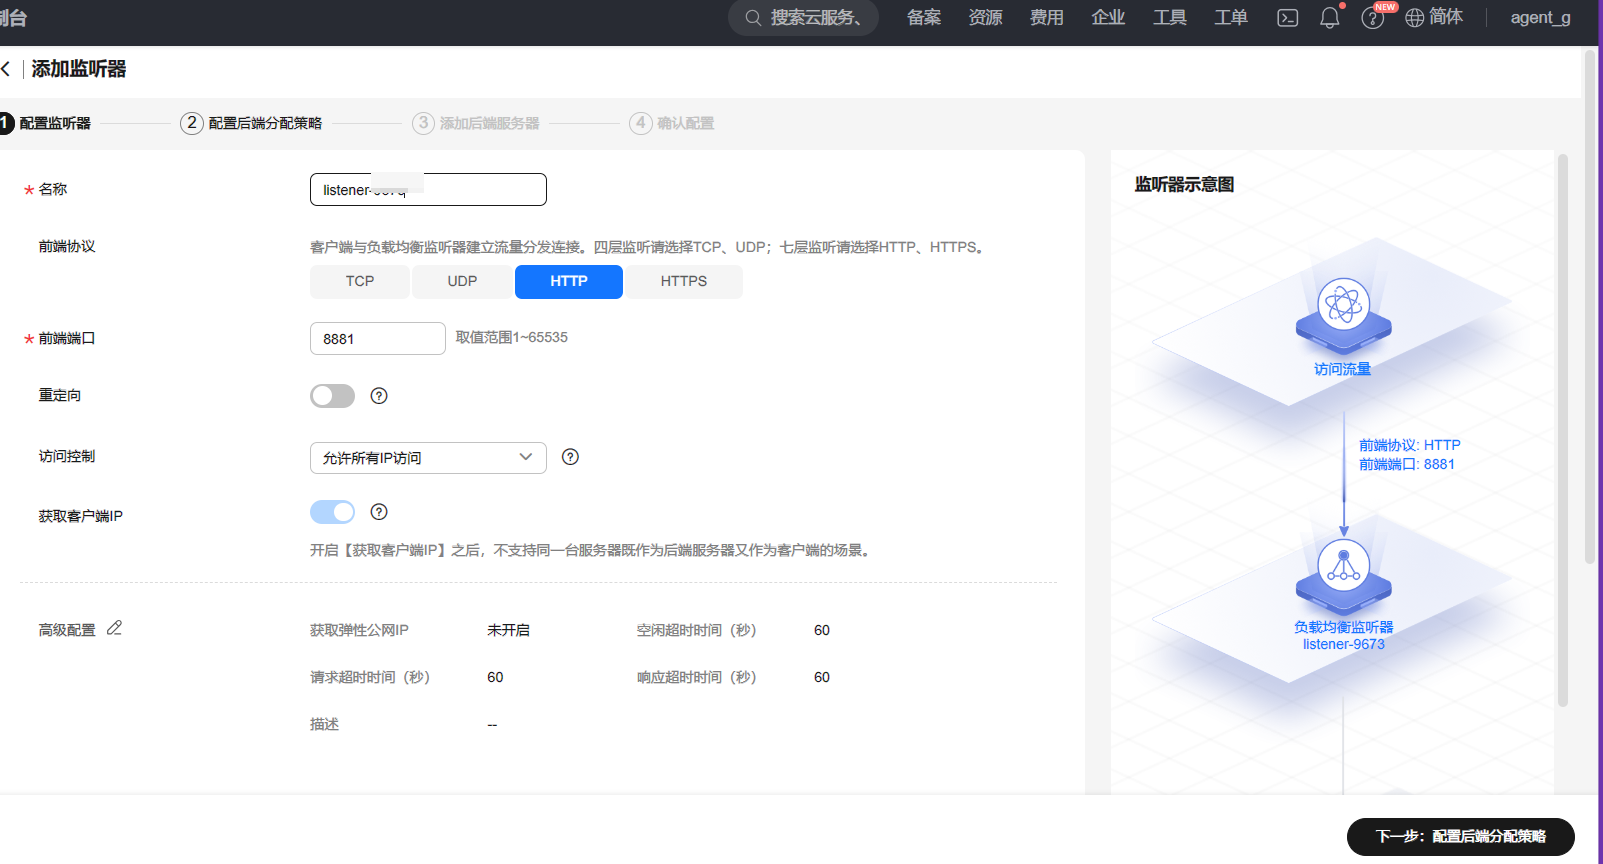 制台
搜索云服务、
备案
资源
费用
企业
工具
工单
NEW
简体
agent_g
添加监听器
1 配置监听器
2 配置后端分配策略
3 添加后端服务器
4 确认配置
* 名称
listener-
前端协议
客户端与负载均衡监听器建立流量分发连接。四层监听请选择TCP、UDP；七层监听请选择HTTP、HTTPS。
TCP
UDP
HTTP
HTTPS
* 前端端口
8881
取值范围1~65535
重定向
访问控制
允许所有IP访问
获取客户端IP
开启【获取客户端IP】之后，不支持同一台服务器既作为后端服务器又作为客户端的场景。
高级配置
获取弹性公网IP
未开启
空闲超时时间（秒）
60
请求超时时间（秒）
60
响应超时时间（秒）
60
描述
--
监听器示意图
访问流量
前端协议: HTTP
前端端口: 8881
负载均衡监听器
listener-9673
下一步：配置后端分配策略